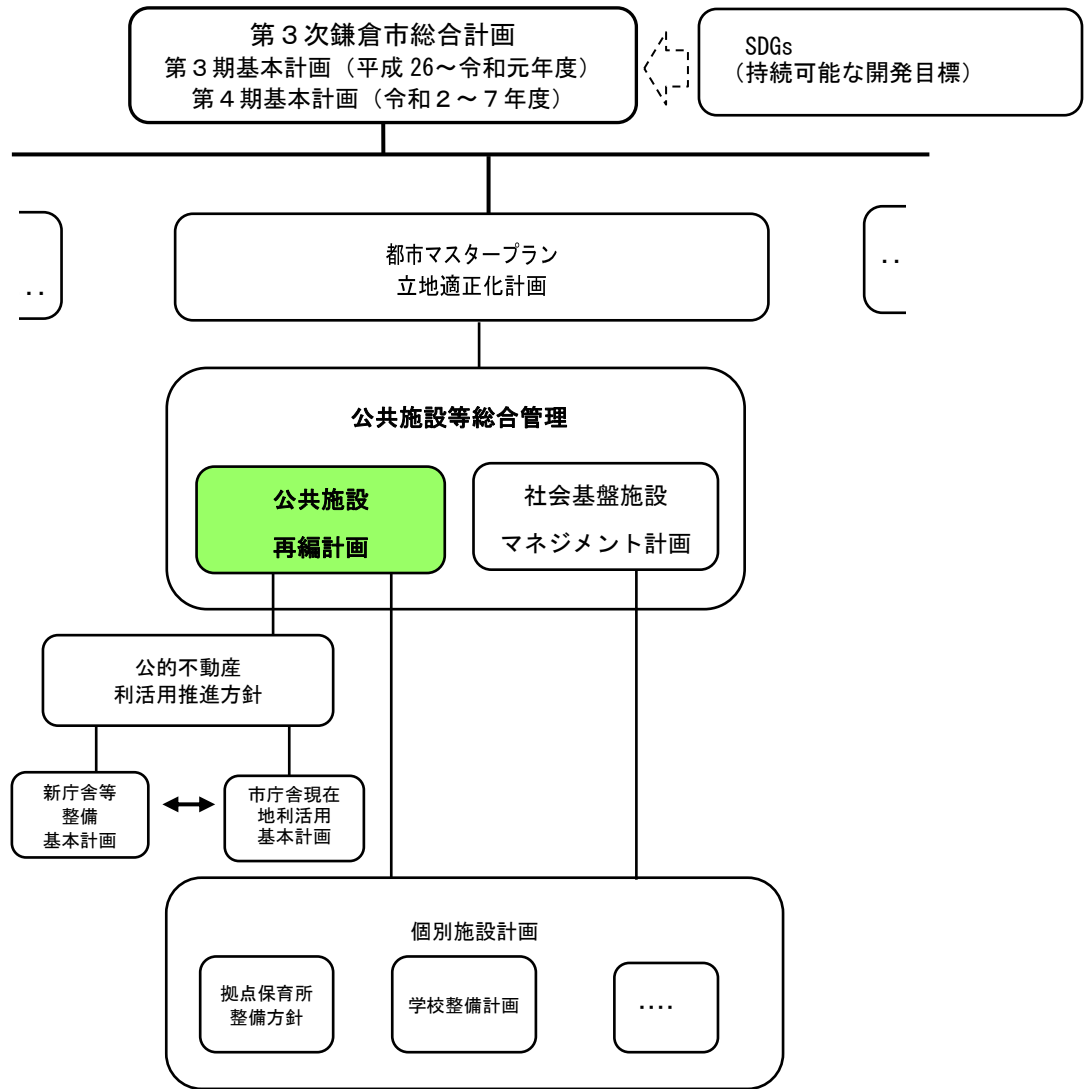 第３次鎌倉市総合計画
第３期基本計画（平成 26～令和元年度）
第４期基本計画（令和２～７年度）
SDGs
（持続可能な開発目標）
‥
都市マスタープラン
立地適正化計画
‥
公共施設等総合管理
公共施設
再編計画
社会基盤施設
マネジメント計画
公的不動産
利活用推進方針
新庁舎等
整備
基本計画
市庁舎現在
地利活用
基本計画
個別施設計画
拠点保育所
整備方針
学校整備計画
‥‥